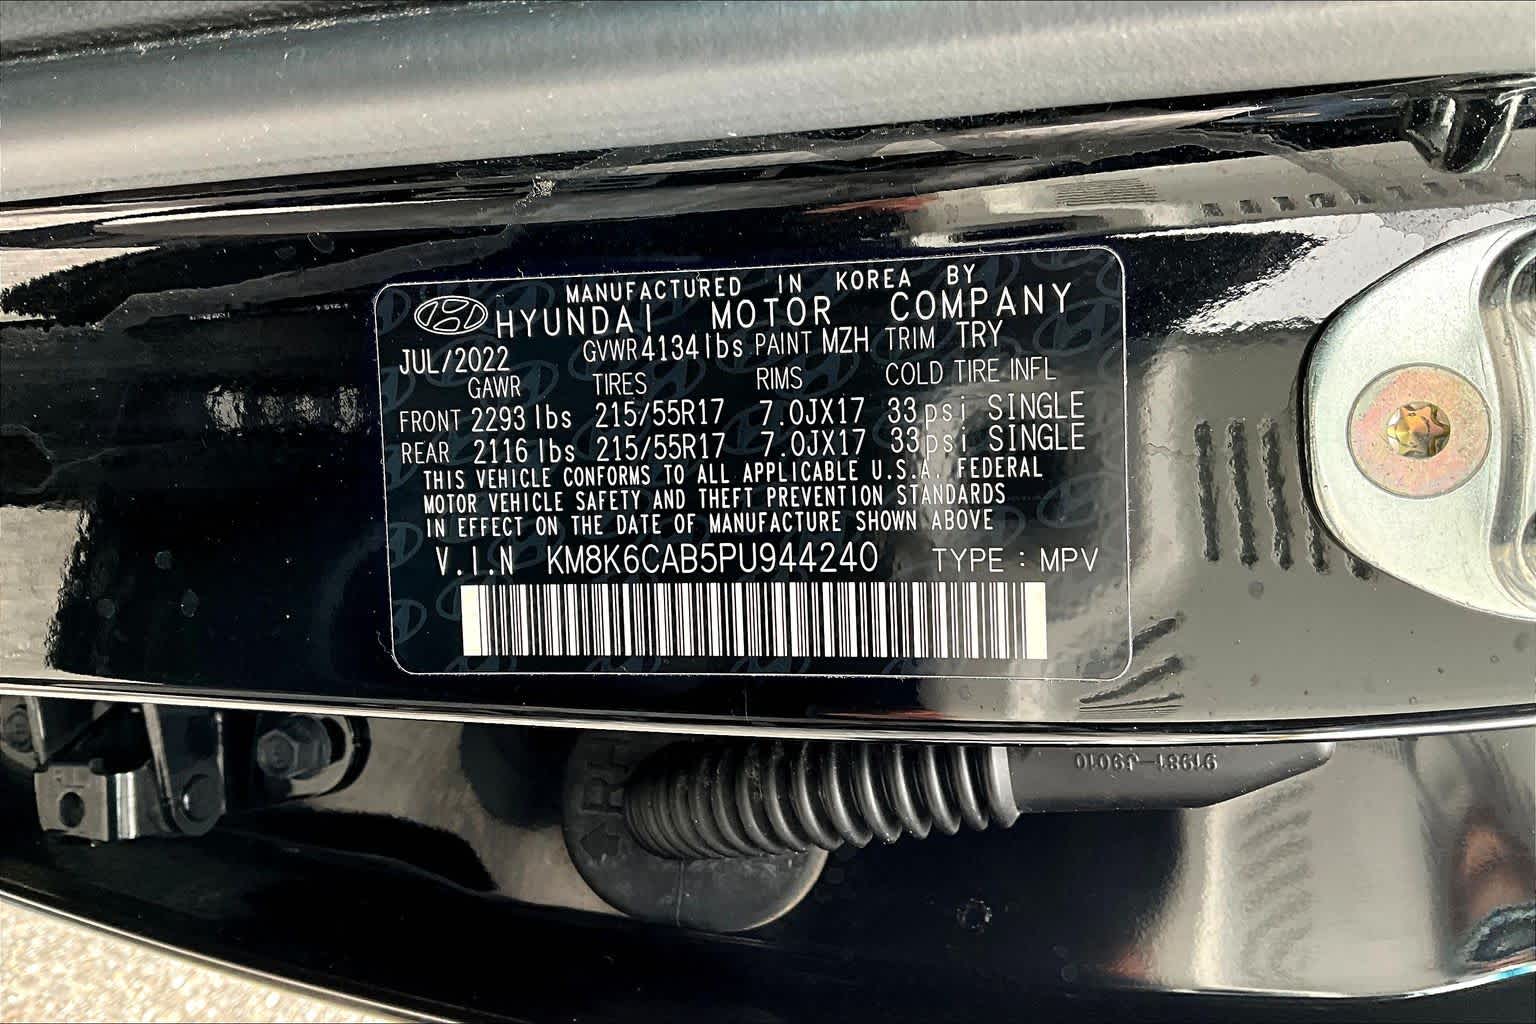 MANUFACTURED IN KOREA BY
HYUNDAI MOTOR COMPANY
JUL/2022 GVWR 4134 lbs PAINT MZH TRIM TRY
GAWR TIRES RIMS COLD TIRE INFL
FRONT 2293 lbs 215/55R17 7.0JX17 33psi SINGLE
REAR 2116 lbs 215/55R17 7.0JX17 33psi SINGLE
THIS VEHICLE CONFORMS TO ALL APPLICABLE U.S.A. FEDERAL
MOTOR VEHICLE SAFETY AND THEFT PREVENTION STANDARDS
IN EFFECT ON THE DATE OF MANUFACTURE SHOWN ABOVE
V.I.N KM8K6CAB5PU944240 TYPE : MPV
91981-J9010
RH